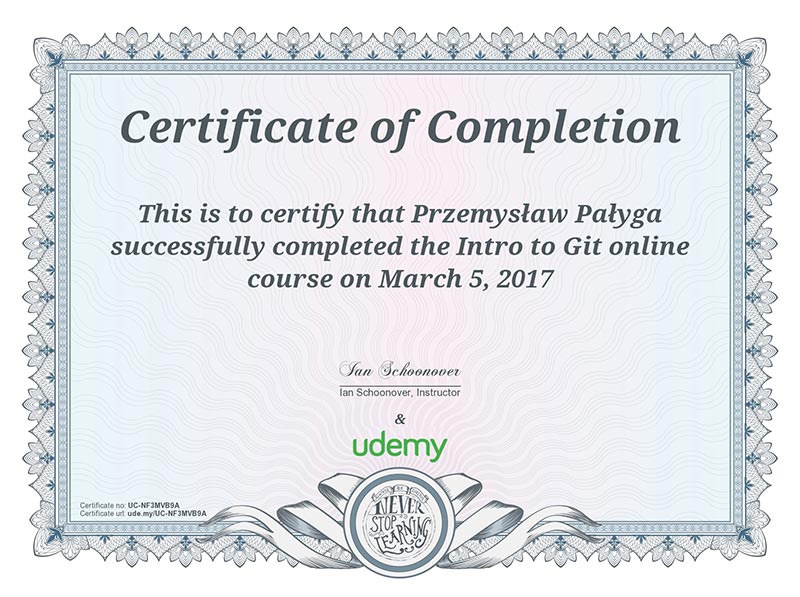 Certificate of Completion
This is to certify that Przemysław Pałyga
successfully completed the Intro to Git online
course on March 5, 2017
Ian Schoonover
Ian Schoonover, Instructor
&
udemy
Certificate no: UC-NF3MVB9A
Certificate url: ude.my/UC-NF3MVB9A
NEVER
STOP
LEARNING